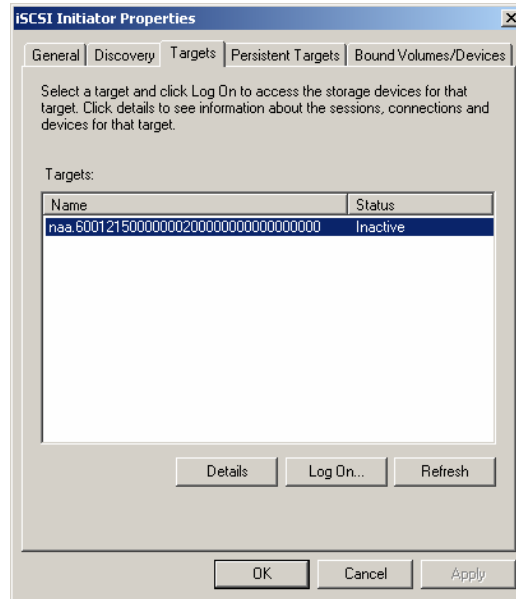 iSCSI Initiator Properties
General Discovery Targets Persistent Targets Bound Volumes/Devices
Select a target and click Log On to access the storage devices for that
target. Click details to see information about the sessions, connections and
devices for that target.
Targets:
Name Status
naa.60012150000000200000000000000000 Inactive
Details Log On... Refresh
OK Cancel Apply